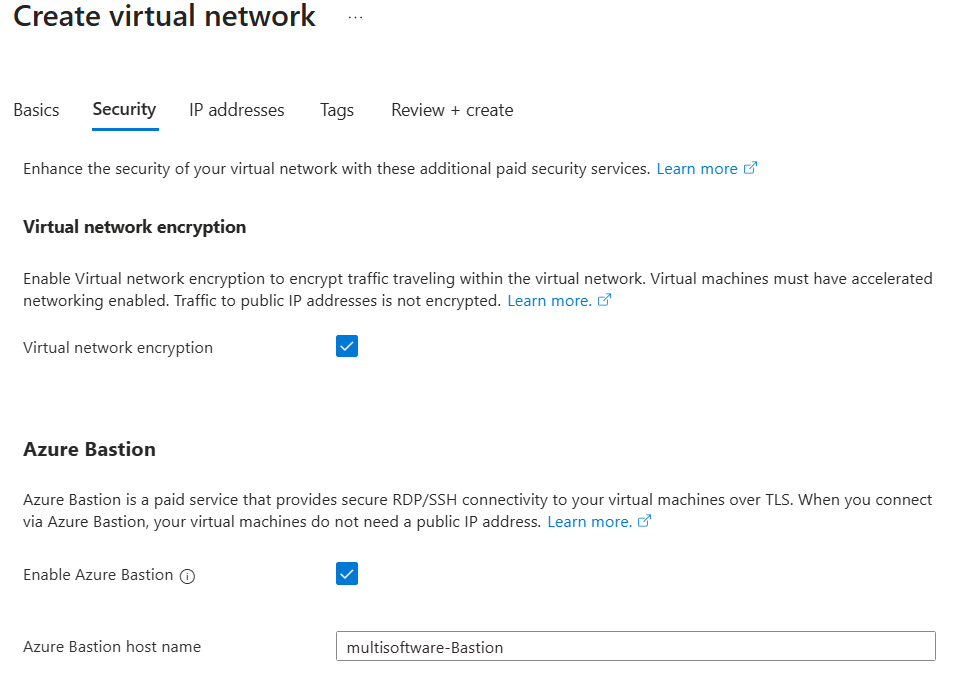 Create virtual network ...
Basics Security IP addresses Tags Review + create
Enhance the security of your virtual network with these additional paid security services. Learn more
Virtual network encryption
Enable Virtual network encryption to encrypt traffic traveling within the virtual network. Virtual machines must have accelerated
networking enabled. Traffic to public IP addresses is not encrypted. Learn more.
Virtual network encryption
Azure Bastion
Azure Bastion is a paid service that provides secure RDP/SSH connectivity to your virtual machines over TLS. When you connect
via Azure Bastion, your virtual machines do not need a public IP address. Learn more.
Enable Azure Bastion
Azure Bastion host name multisoftware-Bastion